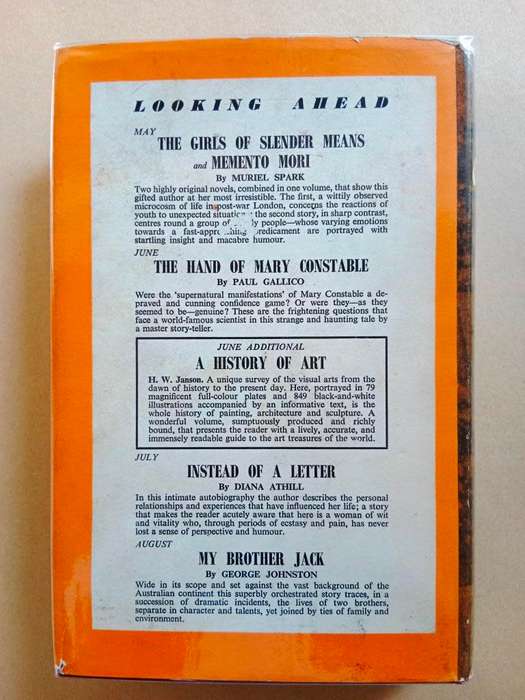 LOOKING AHEAD
MAY
THE GIRLS OF SLENDER MEANS
and MEMENTO MORI
By MURIEL SPARK
Two highly original novels, combined in one volume, that show this
gifted author at her most irresistible. The first, a wittily observed
microcosm of life in post-war London, concerns the reactions of
youth to unexpected the second story, in sharp contrast,
centres round a group of people—whose varying emotions
towards a are portrayed with
startling insight and macabre humour.
JUNE
THE HAND OF MARY CONSTABLE
By PAUL GALLICO
Were the 'supernatural manifestations' of Mary Constable a de-
praved and cunning confidence game? Or were they—as they
seemed to be—genuine? These are the frightening questions that
face a world-famous scientist in this strange and haunting tale by
a master story-teller.
JUNE ADDITIONAL
A HISTORY OF ART
H. W. Janson. A unique survey of the visual arts from the
dawn of history to the present day. Here, portrayed in 79
magnificent full-colour plates and 849 black-and-white
illustrations accompanied by an informative text, is the
whole history of painting, architecture and sculpture. A
wonderful volume, sumptuously produced and richly
bound, that presents the reader with a lively, accurate, and
immensely readable guide to the art treasures of the world.
JULY
INSTEAD OF A LETTER
By DIANA ATHILL
In this intimate autobiography the author describes the personal
relationships and experiences that have influenced her life; a story
that makes the reader acutely aware that here is a woman of wit
and vitality who, through periods of ecstasy and pain, has never
lost a sense of perspective and humour.
AUGUST
MY BROTHER JACK
By GEORGE JOHNSTON
Wide in its scope and set against the vast background of the
Australian continent this superbly orchestrated story traces, in a
succession of dramatic incidents, the lives of two brothers,
separate in character and talents, yet joined by ties of family and
environment.